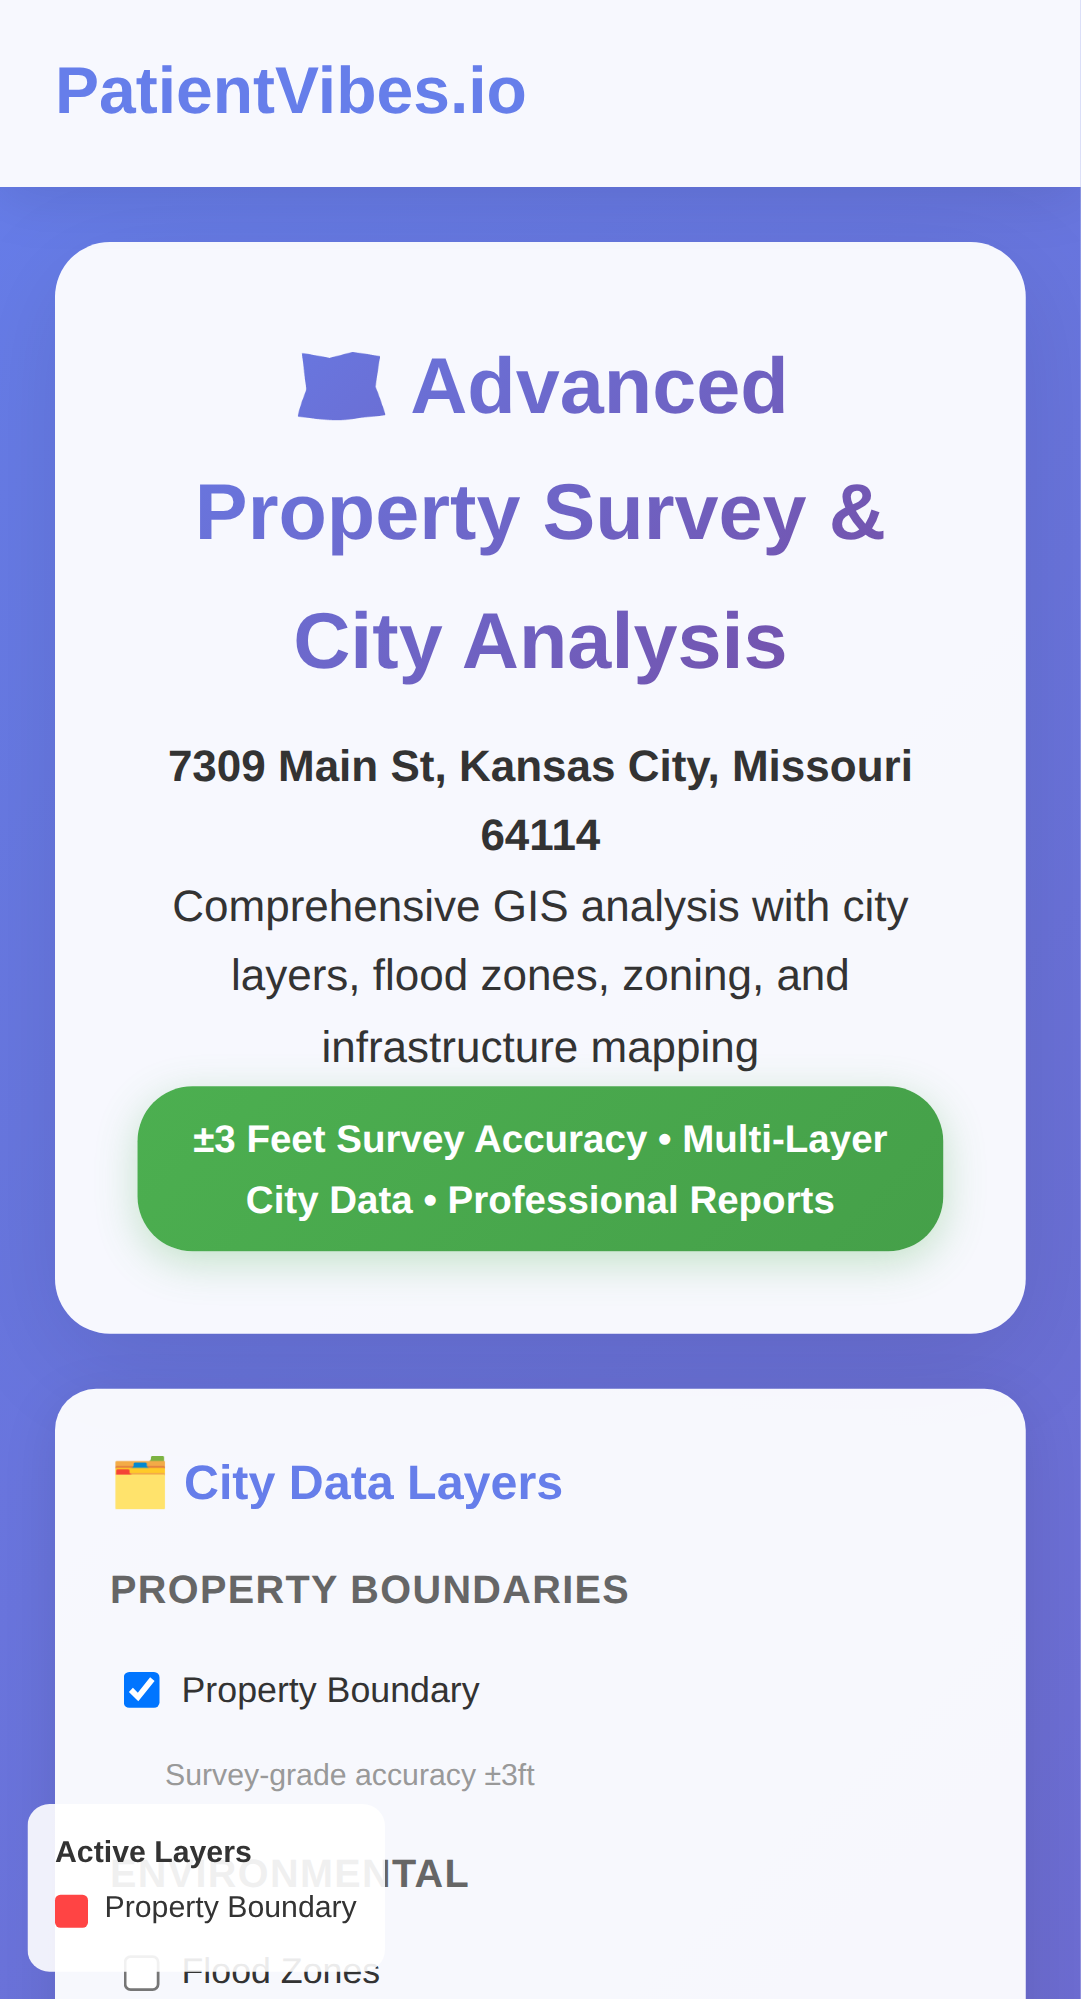 PatientVibes.io
Advanced
Property Survey &
City Analysis
7309 Main St, Kansas City, Missouri
64114
Comprehensive GIS analysis with city
layers, flood zones, zoning, and
infrastructure mapping
±3 Feet Survey Accuracy • Multi-Layer
City Data • Professional Reports
City Data Layers
PROPERTY BOUNDARIES
Property Boundary
Survey-grade accuracy ±3ft
Active Layers
ENVIRONMENTAL
Property Boundary
Flood Zones